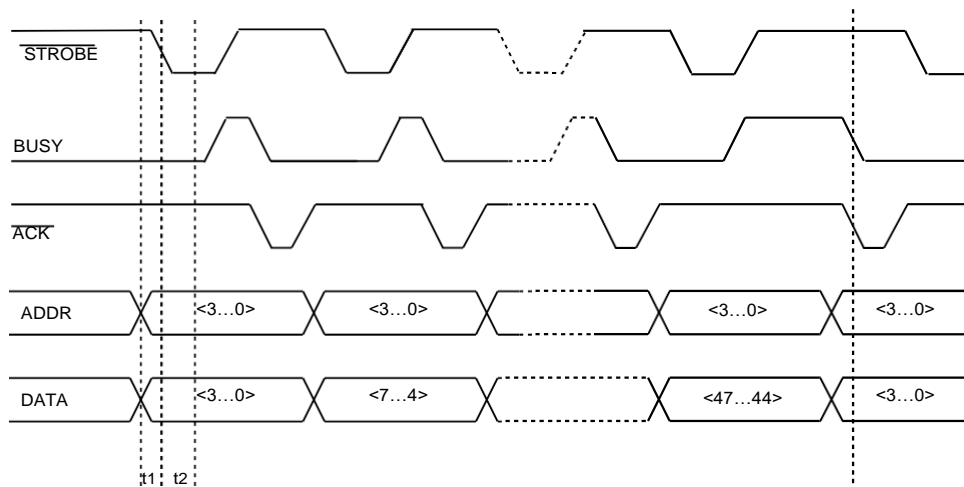 STROBE
BUSY
ACK
ADDR
<3...0>
<3...0>
<3...0>
<3...0>
DATA
<3...0>
<7...4>
<47...44>
<3...0>
t1
t2